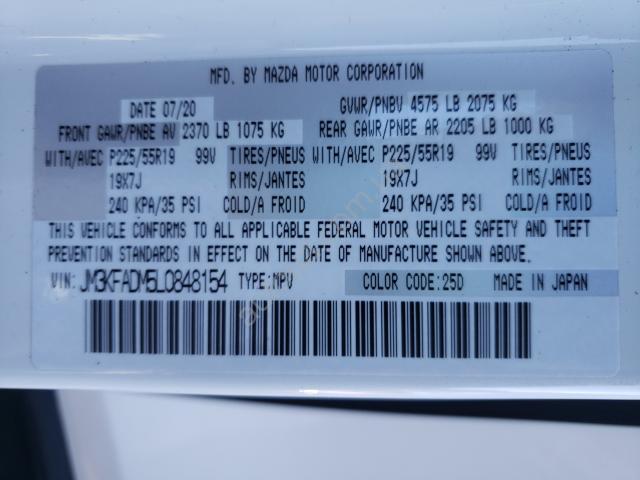 MFD. BY MAZDA MOTOR CORPORATION
DATE 07/20 GVWR/PNBV 4575 LB 2075 KG
FRONT GAWR/PNBE AV 2370 LB 1075 KG REAR GAWR/PNBE AR 2205 LB 1000 KG
WITH/AVEC P225/55R19 99V TIRES/PNEUS WITH/AVEC P225/55R19 99V TIRES/PNEUS
19X7J RIMS/JANTES 19X7J RIMS/JANTES
240 KPA/35 PSI COLD/A FROID 240 KPA/35 PSI COLD/A FROID
THIS VEHICLE CONFORMS TO ALL APPLICABLE FEDERAL MOTOR VEHICLE SAFETY AND THEFT
PREVENTION STANDARDS IN EFFECT ON THE DATE OF MANUFACTURE SHOWN ABOVE.
VIN: JM3KFADM5L0848154 TYPE:MPV COLOR CODE:25D MADE IN JAPAN